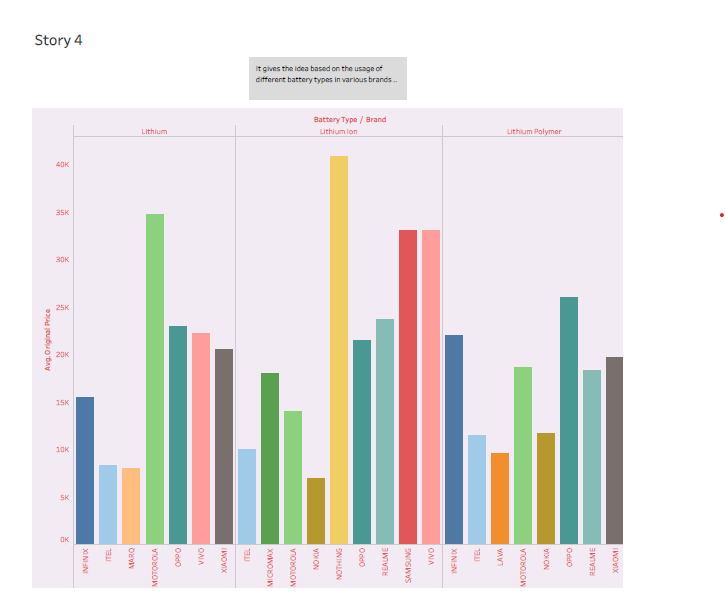 Story 4
It gives the idea based on the usage of
different battery types in various brands ..
Battery Type / Brand
Lithium
Lithium Ion
Lithium Polymer
Avg. Original Price
40K
35K
30K
25K
20K
15K
10K
5K
0K
INFINIX
ITEL
MARQ
MOTOROLA
OPPO
VIVO
XIAOMI
ITEL
MICROMAX
MOTOROLA
NOKIA
NOTHING
OPPO
REALME
SAMSUNG
VIVO
INFINIX
ITEL
LAVA
MOTOROLA
NOKIA
OPPO
REALME
XIAOMI